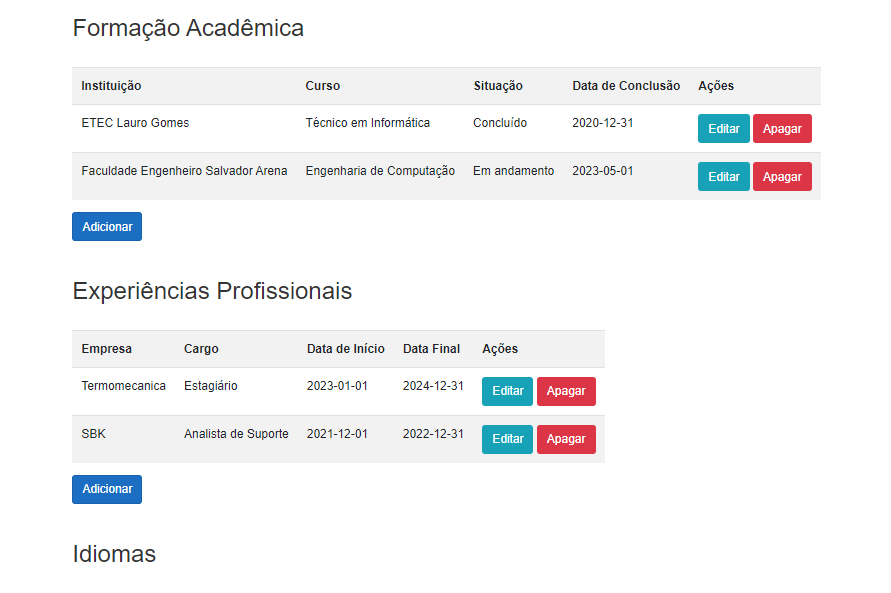 Formação Acadêmica
Instituição Curso Situação Data de Conclusão Ações
ETEC Lauro Gomes Técnico em Informática Concluído 2020-12-31 Editar Apagar
Faculdade Engenheiro Salvador Arena Engenharia de Computação Em andamento 2023-05-01 Editar Apagar
Adicionar
Experiências Profissionais
Empresa Cargo Data de Início Data Final Ações
Termomecanica Estagiário 2023-01-01 2024-12-31 Editar Apagar
SBK Analista de Suporte 2021-12-01 2022-12-31 Editar Apagar
Adicionar
Idiomas